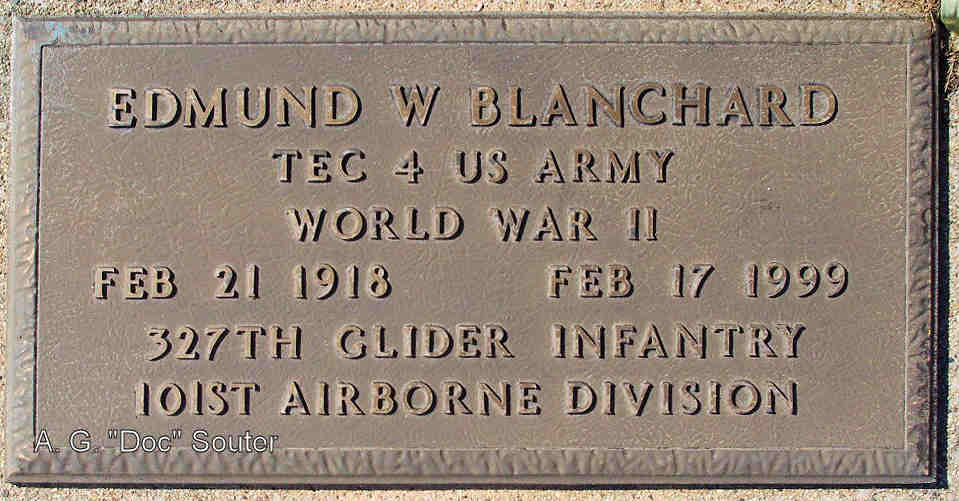 EDMUND W BLANCHARD
TEC 4 US ARMY
WORLD WAR II
FEB 21 1918 FEB 17 1999
327TH GLIDER INFANTRY
101ST AIRBORNE DIVISION
A. G. "Doc" Souter